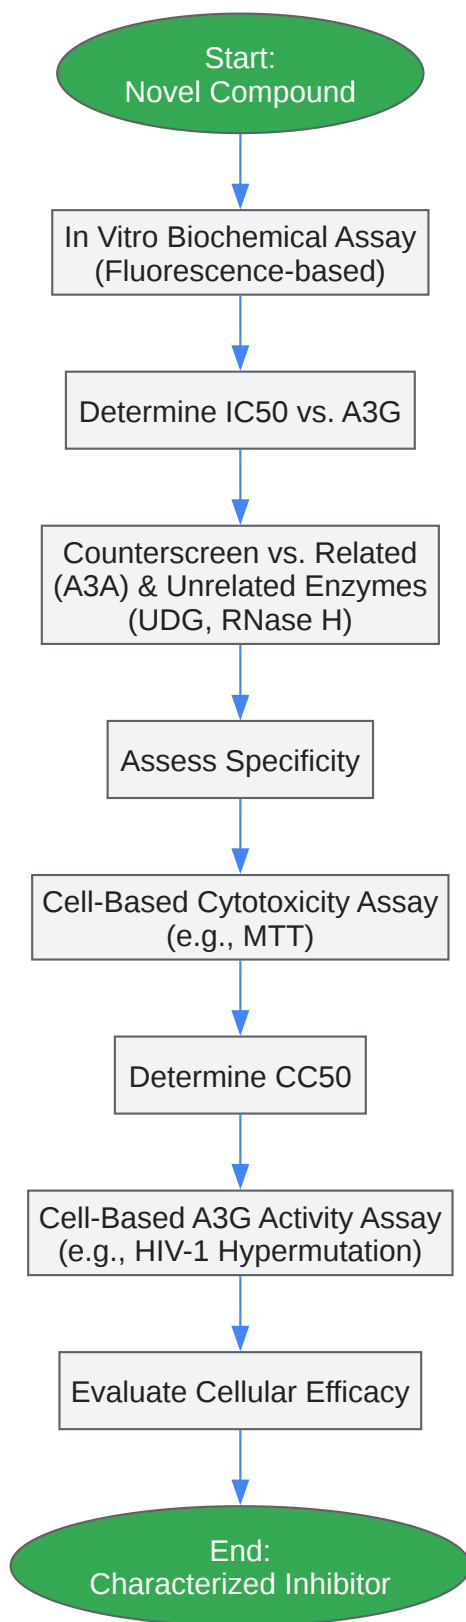 Start:
Novel Compound
In Vitro Biochemical Assay
(Fluorescence-based)
Determine IC50 vs. A3G
Counterscreen vs. Related
(A3A) & Unrelated Enzymes
(UDG, RNase H)
Assess Specificity
Cell-Based Cytotoxicity Assay
(e.g., MTT)
Determine CC50
Cell-Based A3G Activity Assay
(e.g., HIV-1 Hypermutation)
Evaluate Cellular Efficacy
End:
Characterized Inhibitor